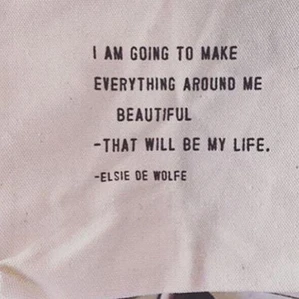 I AM GOING TO MAKE
EVERYTHING AROUND ME
BEAUTIFUL
-THAT WILL BE MY LIFE.
-ELSIE DE WOLFE